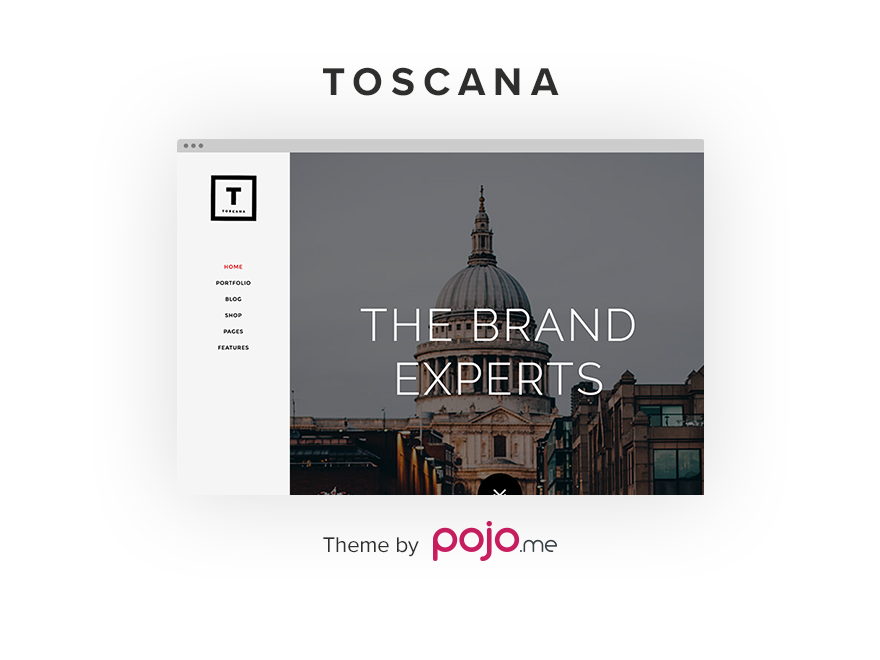 TOSCANA
T
TOSCANA
HOME
PORTFOLIO
BLOG
SHOP
PAGES
FEATURES
THE BRAND
EXPERTS
Theme by pojo.me